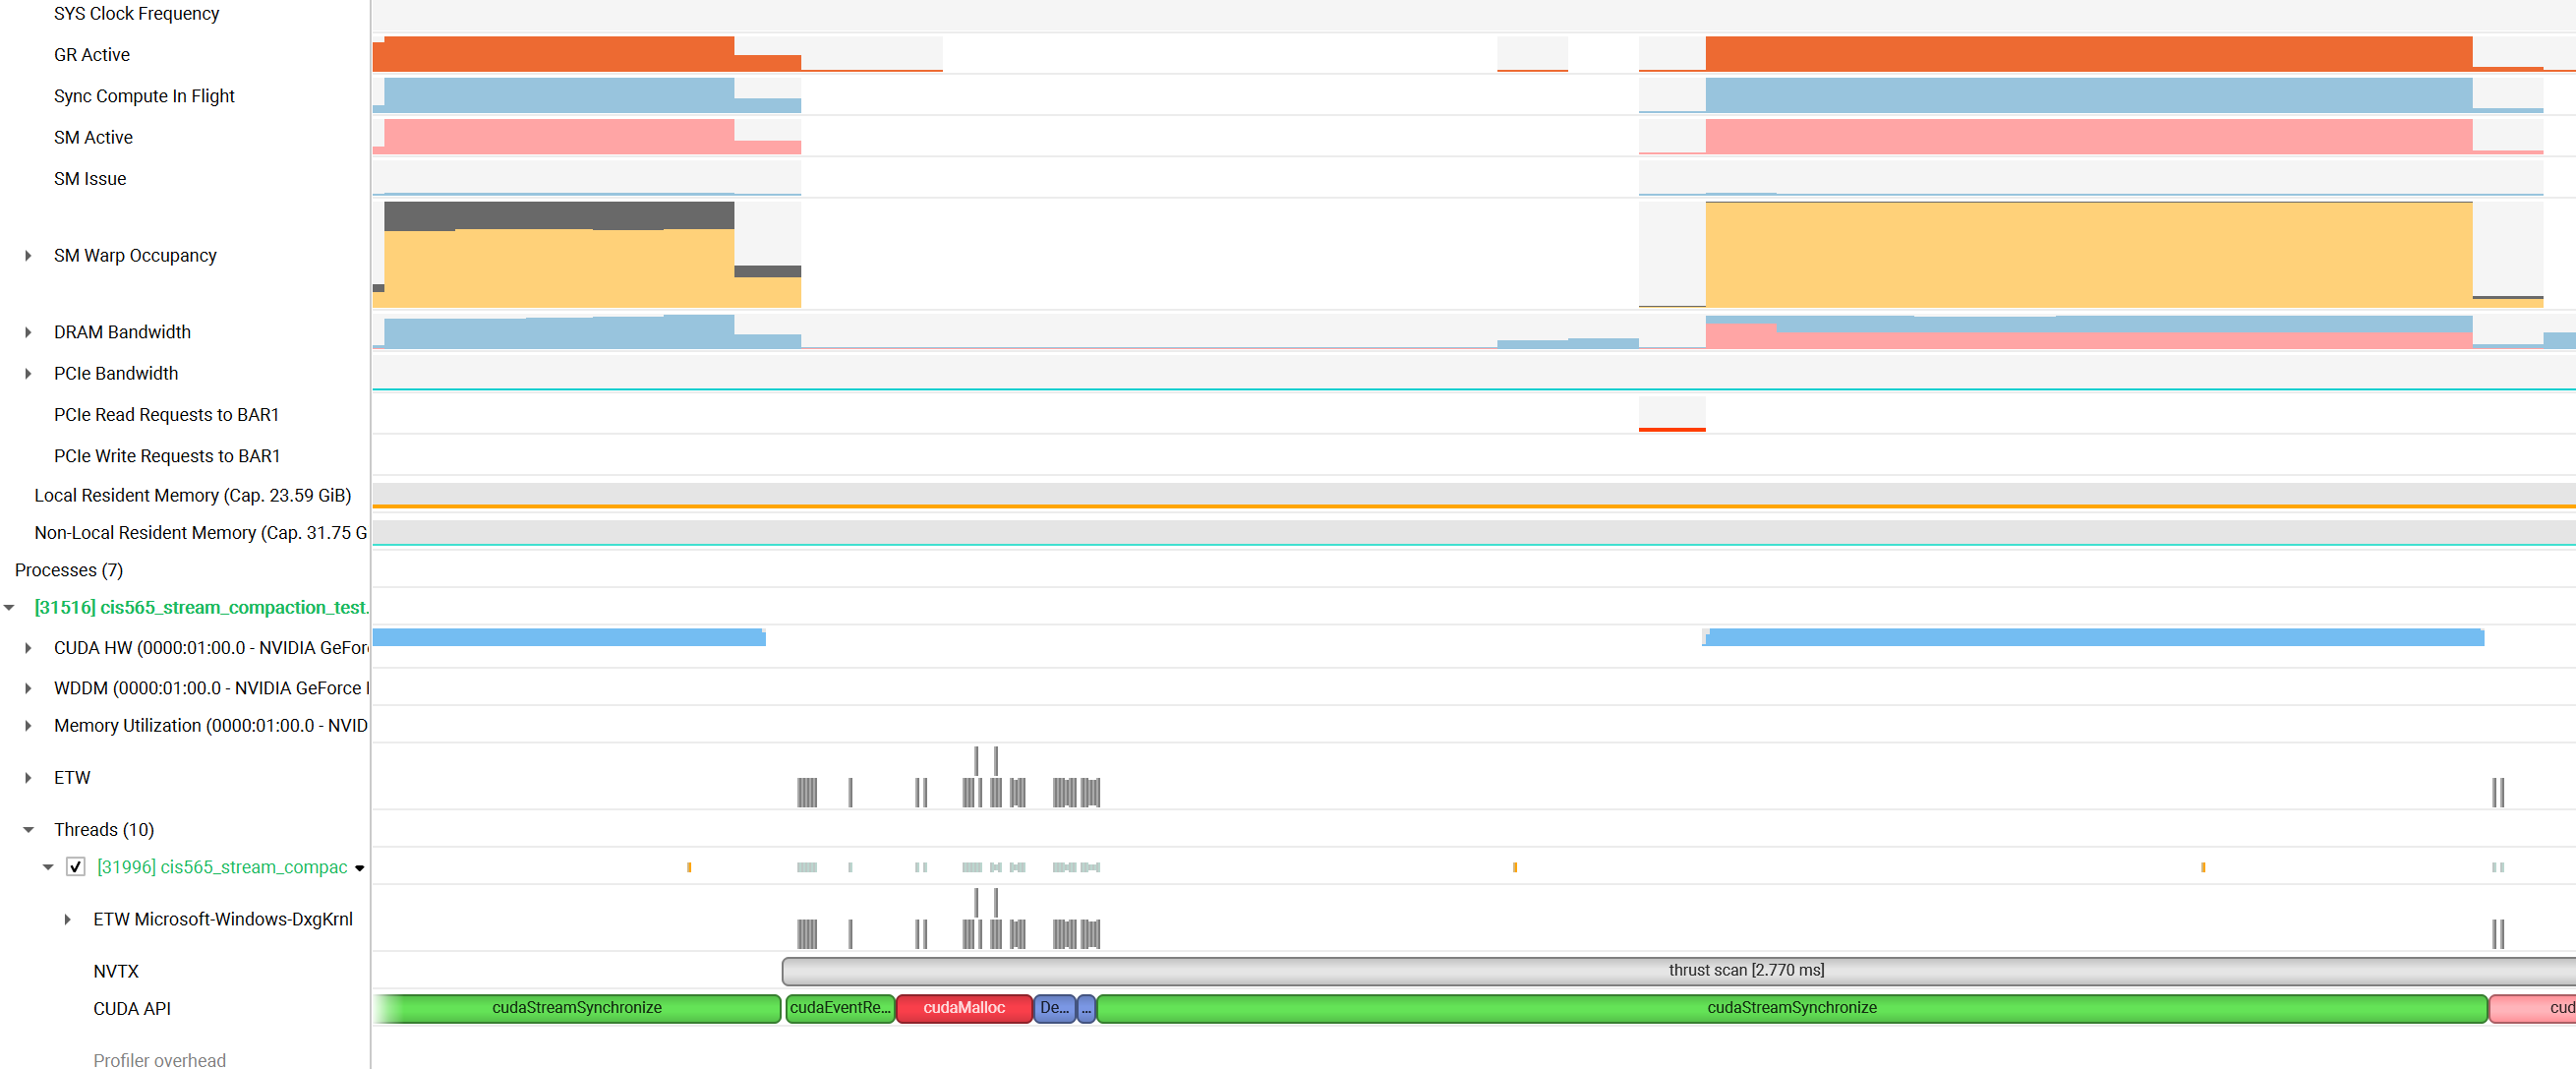 SYS Clock Frequency
GR Active
Sync Compute In Flight
SM Active
SM Issue
SM Warp Occupancy
DRAM Bandwidth
PCIe Bandwidth
PCIe Read Requests to BAR1
PCIe Write Requests to BAR1
Local Resident Memory (Cap. 23.59 GiB)
Non-Local Resident Memory (Cap. 31.75 G
Processes (7)
[31516] cis565_stream_compaction_test.
CUDA HW (0000:01:00.0 - NVIDIA GeFor
WDDM (0000:01:00.0 - NVIDIA GeForce
Memory Utilization (0000:01:00.0 - NVID
ETW
Threads (10)
[31996] cis565_stream_compac
ETW Microsoft-Windows-DxgKrnl
NVTX
thrust scan [2.770 ms]
CUDA API
cudaStreamSynchronize
cudaEventRe...
cudaMalloc
De...
...
cudaStreamSynchronize
cud
Profiler overhead